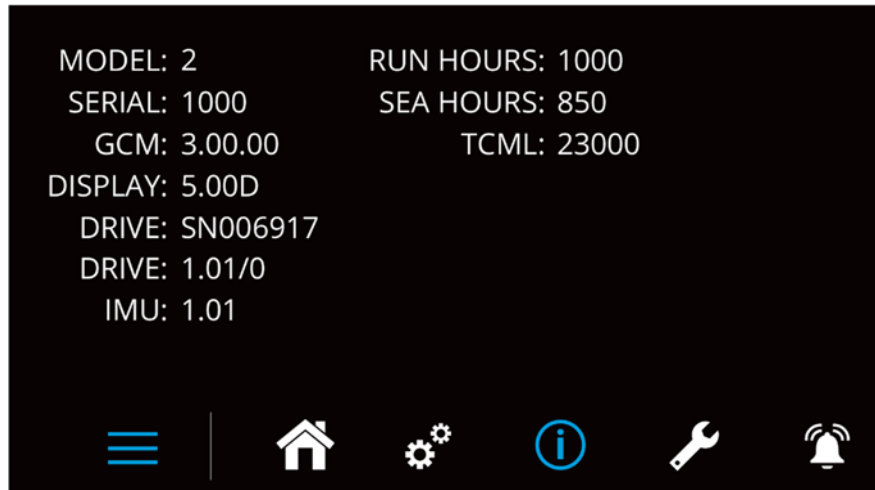 MODEL: 2
SERIAL: 1000
GCM: 3.00.00
DISPLAY: 5.00D
DRIVE: SN006917
DRIVE: 1.01/0
IMU: 1.01
RUN HOURS: 1000
SEA HOURS: 850
TCML: 23000